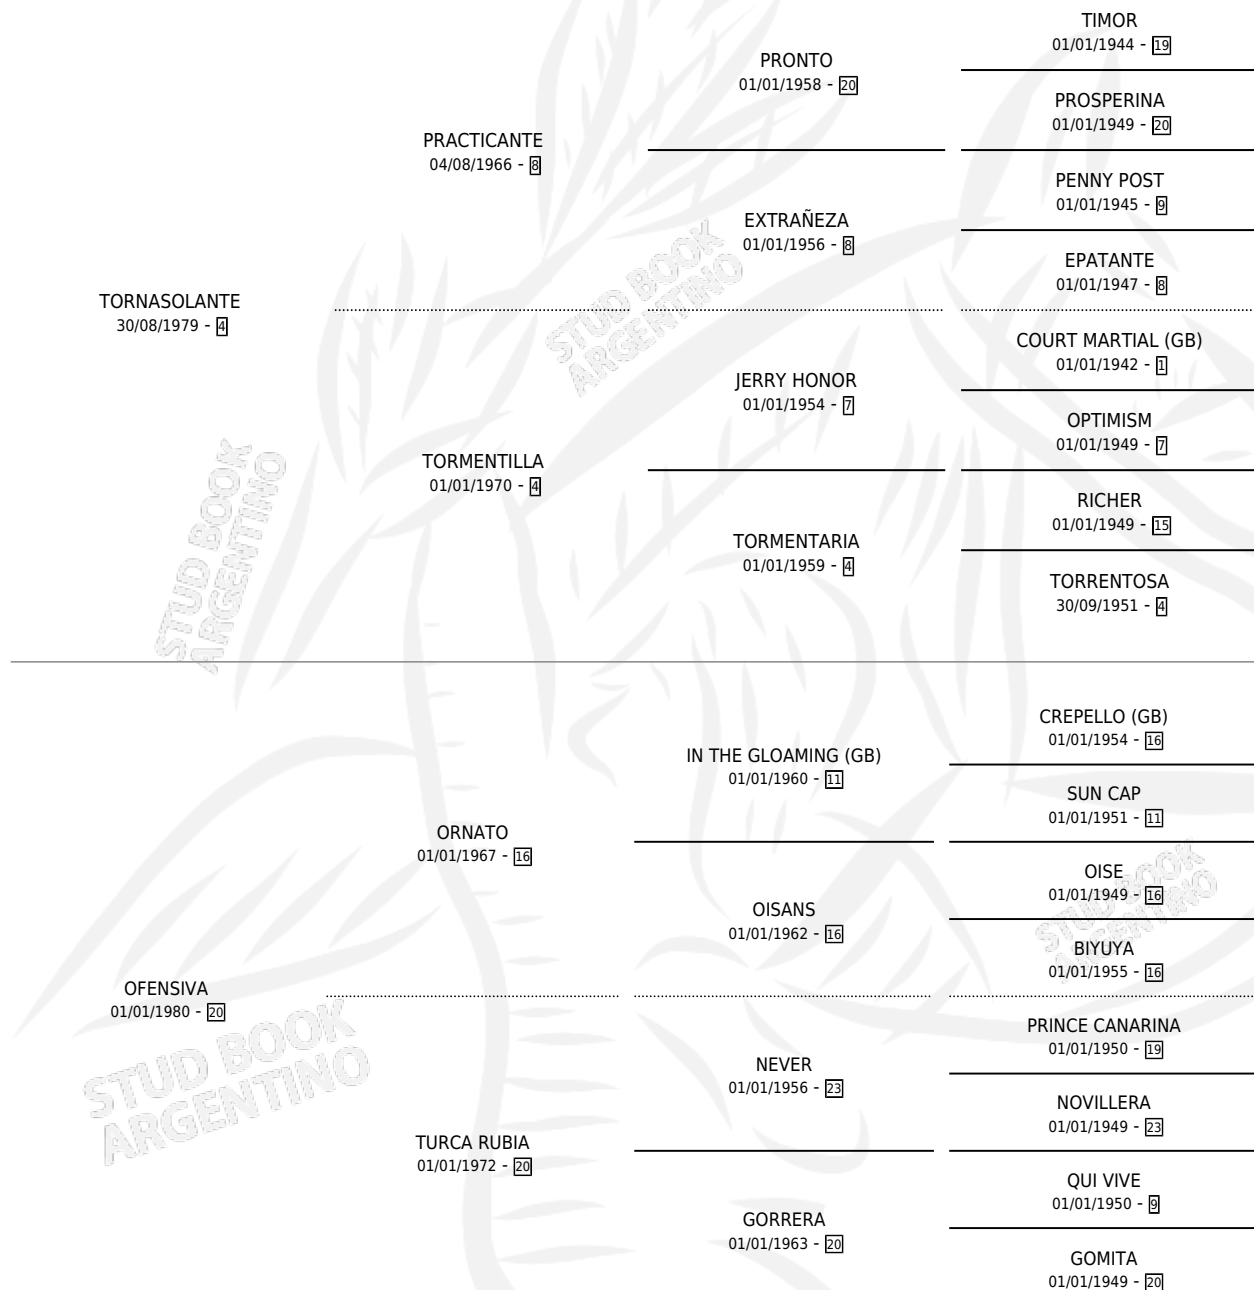 TORNASOLANTE
30/08/1979 - 4
PRACTICANTE
04/08/1966 - 8
PRONTO
01/01/1958 - 20
TIMOR
01/01/1944 - 19
PROSPERINA
01/01/1949 - 20
EXTRAÑEZA
01/01/1956 - 8
PENNY POST
01/01/1945 - 9
EPATANTE
01/01/1947 - 8
TORMENTILLA
01/01/1970 - 4
JERRY HONOR
01/01/1954 - 7
COURT MARTIAL (GB)
01/01/1942 - 1
OPTIMISM
01/01/1949 - 7
TORMENTARIA
01/01/1959 - 4
RICHER
01/01/1949 - 15
TORRENTOSA
30/09/1951 - 4
OFENSIVA
01/01/1980 - 20
ORNATO
01/01/1967 - 16
IN THE GLOAMING (GB)
01/01/1960 - 11
CREPELLO (GB)
01/01/1954 - 16
SUN CAP
01/01/1951 - 11
OISANS
01/01/1962 - 16
OISE
01/01/1949 - 16
BIYUYA
01/01/1955 - 16
TURCA RUBIA
01/01/1972 - 20
NEVER
01/01/1956 - 23
PRINCE CANARINA
01/01/1950 - 19
NOVILLERA
01/01/1949 - 23
GORRERA
01/01/1963 - 20
QUI VIVE
01/01/1950 - 9
GOMITA
01/01/1949 - 20
STUD BOOK
ARGENTINO
STUD BOOK
ARGENTINO
STUD BOOK
ARGENTINO
STUD BOOK
ARGENTINO